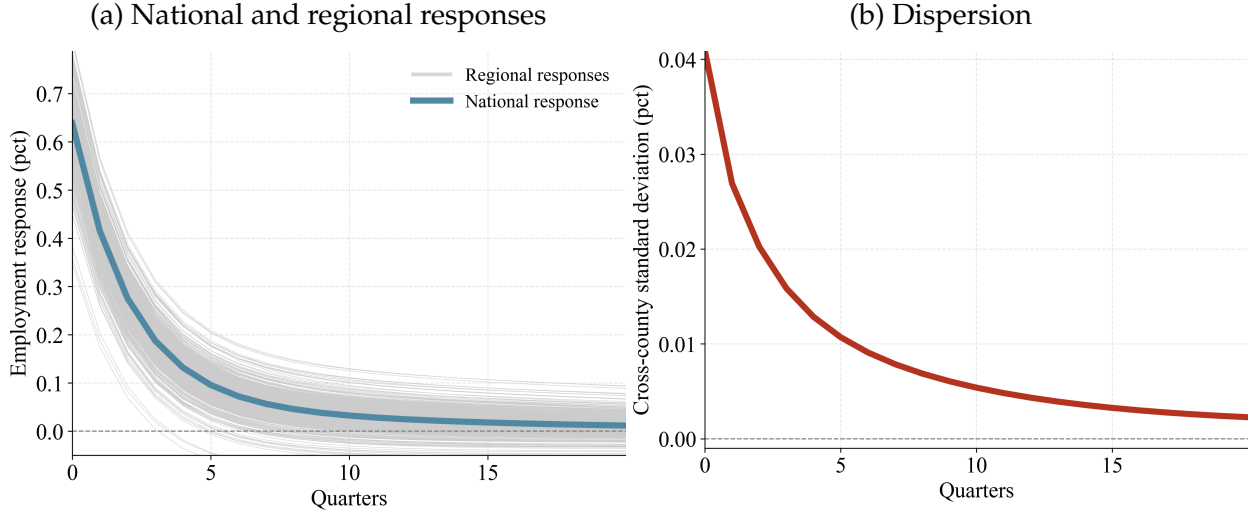 (a) National and regional responses
Employment response (pct)
0.7
0.6
0.5
0.4
0.3
0.2
0.1
0.0
Regional responses
National response
0
5
10
15
Quarters
(b) Dispersion
Cross-county standard deviation (pct)
0.04
0.03
0.02
0.01
0.00
0
5
10
15
Quarters